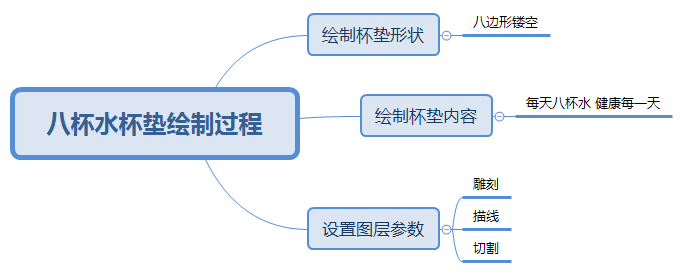 八杯水杯垫绘制过程
绘制杯垫形状
八边形镂空
绘制杯垫内容
每天八杯水 健康每一天
设置图层参数
雕刻
描线
切割